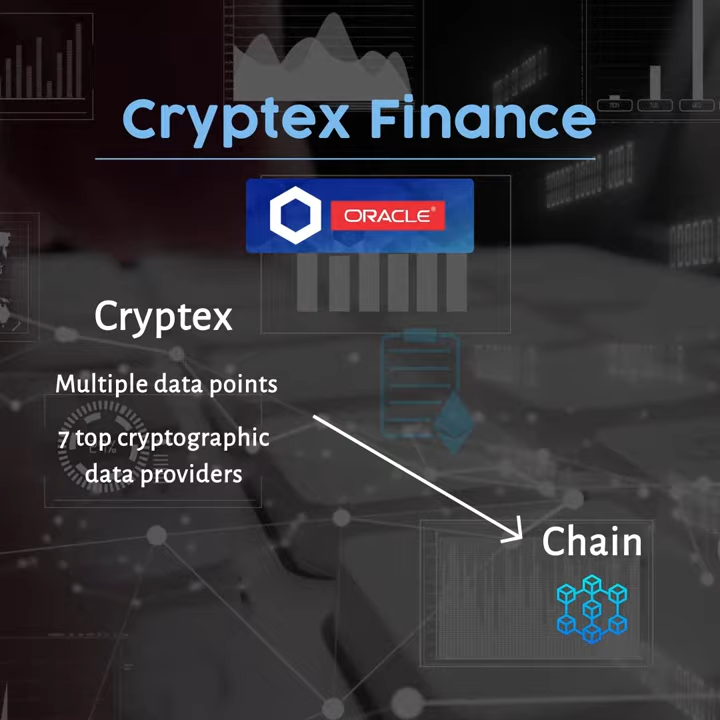 Cryptex Finance
ORACLE®
Cryptex
Multiple data points
7 top cryptographic
data providers
Chain